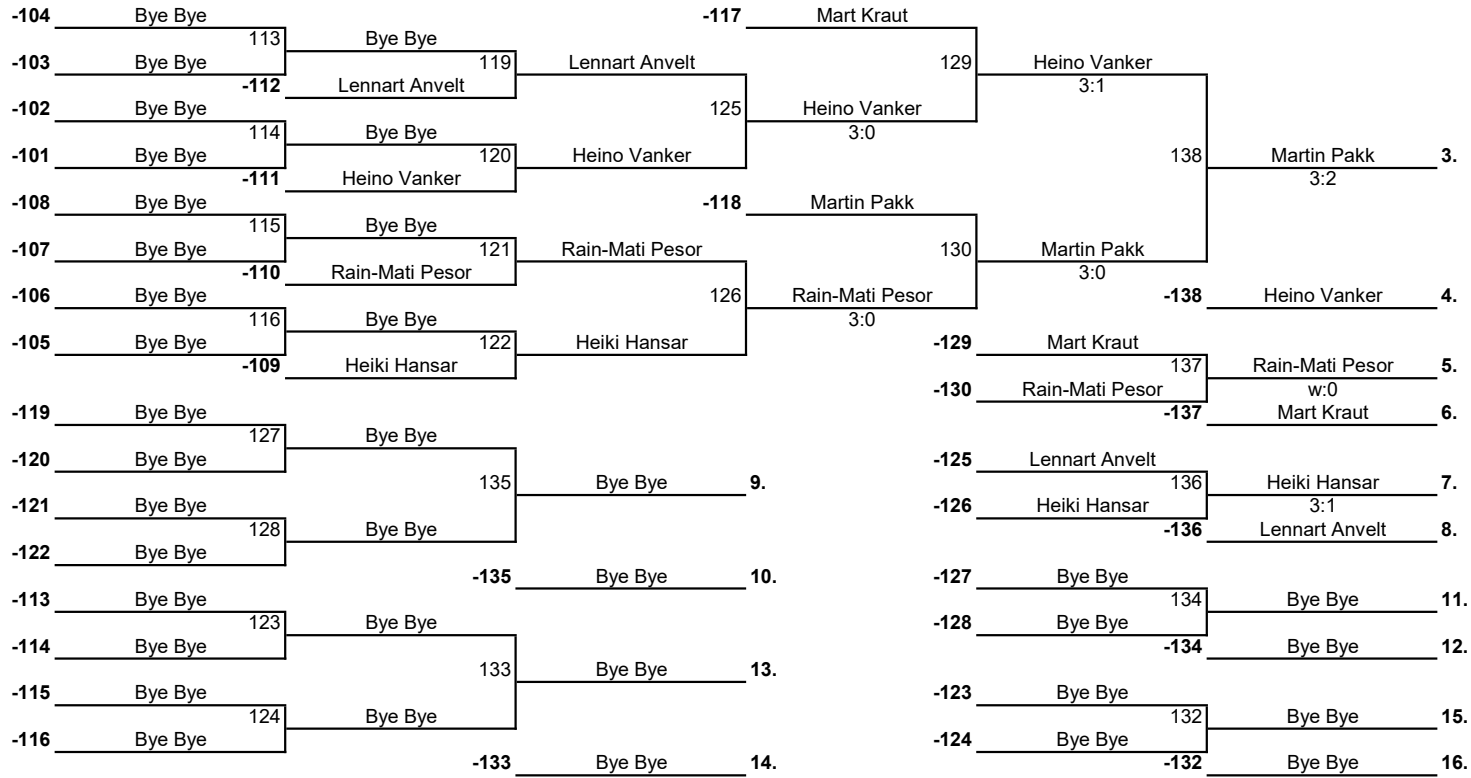 -104 Bye Bye -117 Mart Kraut
113 Bye Bye
-103 Bye Bye 119 Lennart Anvelt 129 Heino Vanker
-112 Lennart Anvelt 3:1
-102 Bye Bye 125 Heino Vanker
114 Bye Bye 3:0
-101 Bye Bye 120 Heino Vanker 138 Martin Pakk 3.
-111 Heino Vanker 3:2
-108 Bye Bye -118 Martin Pakk
115 Bye Bye
-107 Bye Bye 121 Rain-Mati Pesor 130 Martin Pakk
-110 Rain-Mati Pesor 3:0
-106 Bye Bye 126 Rain-Mati Pesor -138 Heino Vanker 4.
116 Bye Bye 3:0
-105 Bye Bye 122 Heiki Hansar -129 Mart Kraut
-109 Heiki Hansar 137 Rain-Mati Pesor 5.
-130 Rain-Mati Pesor w:0
-119 Bye Bye -137 Mart Kraut 6.
127 Bye Bye
-120 Bye Bye -125 Lennart Anvelt
135 Bye Bye 9. 136 Heiki Hansar 7.
-121 Bye Bye -126 Heiki Hansar 3:1
128 Bye Bye -136 Lennart Anvelt 8.
-122 Bye Bye
-135 Bye Bye 10. -127 Bye Bye
-113 Bye Bye 134 Bye Bye 11.
123 Bye Bye -128 Bye Bye
-114 Bye Bye -134 Bye Bye 12.
133 Bye Bye 13.
-115 Bye Bye -123 Bye Bye
124 Bye Bye 132 Bye Bye 15.
-116 Bye Bye -124 Bye Bye
-133 Bye Bye 14. -132 Bye Bye 16.